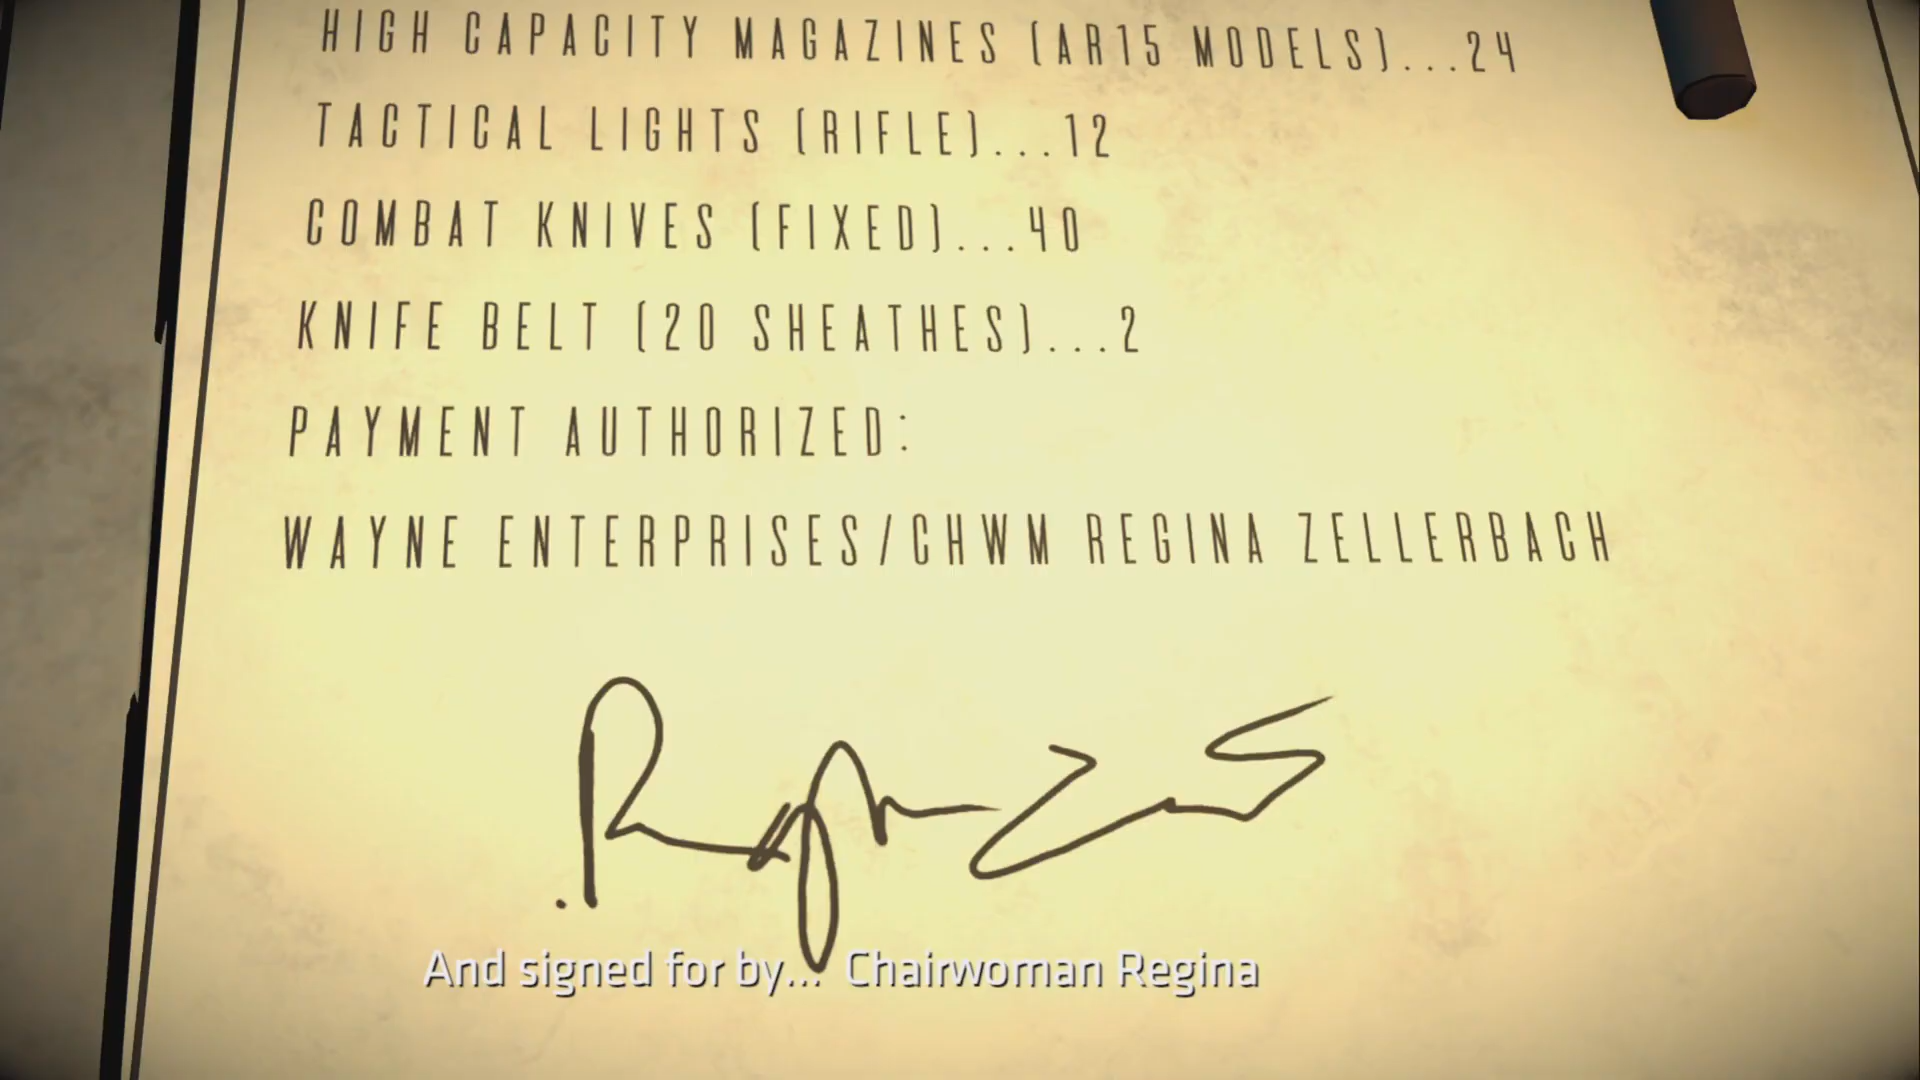 HIGH CAPACITY MAGAZINES (AR15 MODELS)...24
TACTICAL LIGHTS (RIFLE)...12
COMBAT KNIVES (FIXED)...40
KNIFE BELT (20 SHEATHES)...2
PAYMENT AUTHORIZED:
WAYNE ENTERPRISES/CHWM REGINA ZELLERBACH
And signed for by... Chairwoman Regina